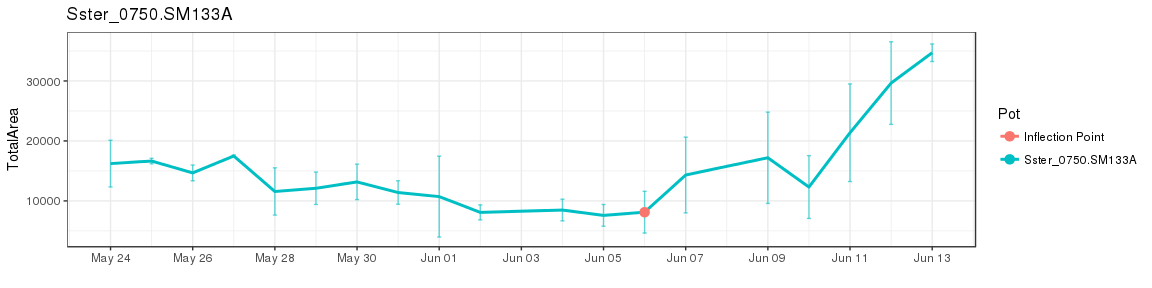 Sster_0750.SM133A
TotalArea
30000
20000
10000
May 24 May 26 May 28 May 30 Jun 01 Jun 03 Jun 05 Jun 07 Jun 09 Jun 11 Jun 13
Pot
Inflection Point
Sster_0750.SM133A